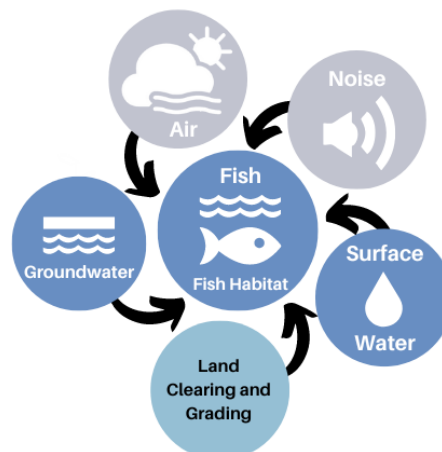 Air
Noise
Fish
Fish Habitat
Groundwater
Surface
Water
Land
Clearing and
Grading